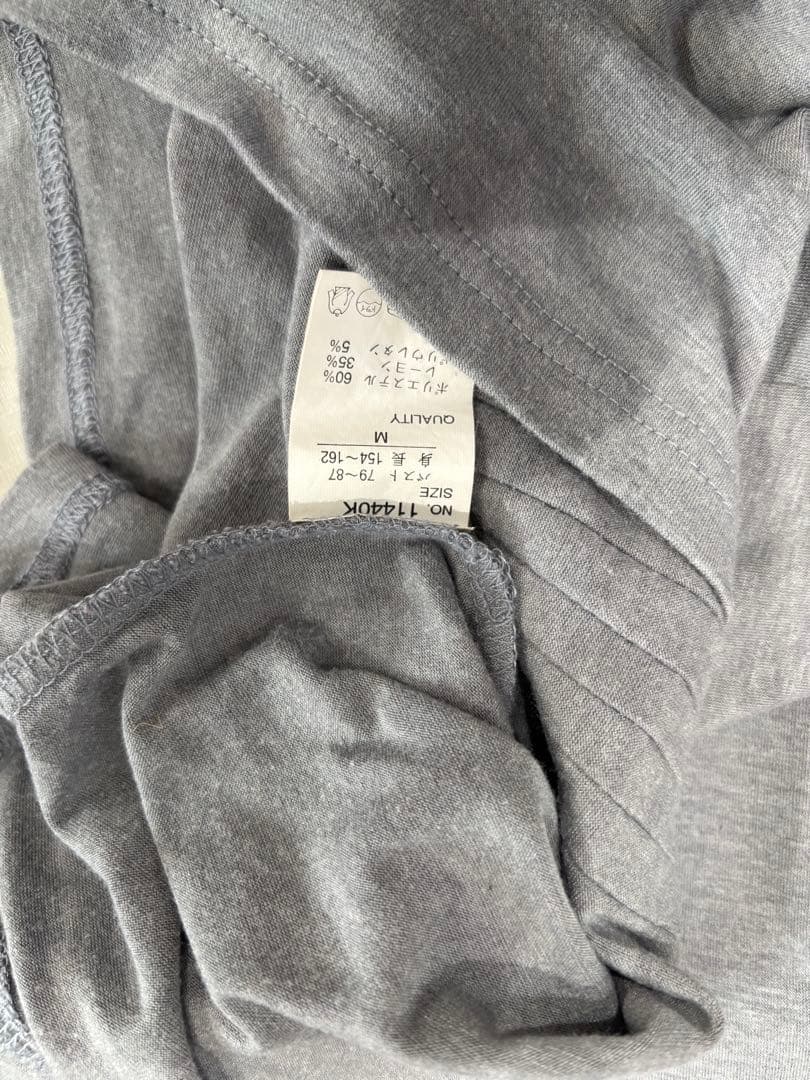 NO. 11440K
SIZE
バスト 79〜87
身 長 154〜162
M
QUALITY
ポリエステル 60%
レーヨン 35%
ポリウレタン 5%